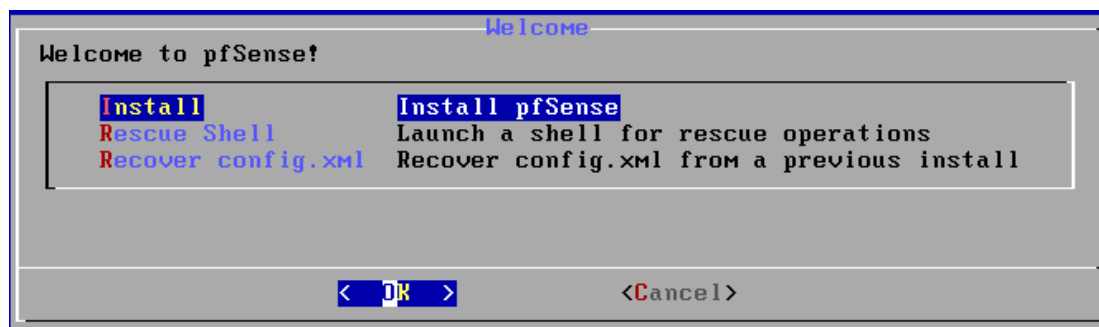 Welcome
Welcome to pfSense!
Install Install pfSense
Rescue Shell Launch a shell for rescue operations
Recover config.xml Recover config.xml from a previous install
< OK > <Cancel>